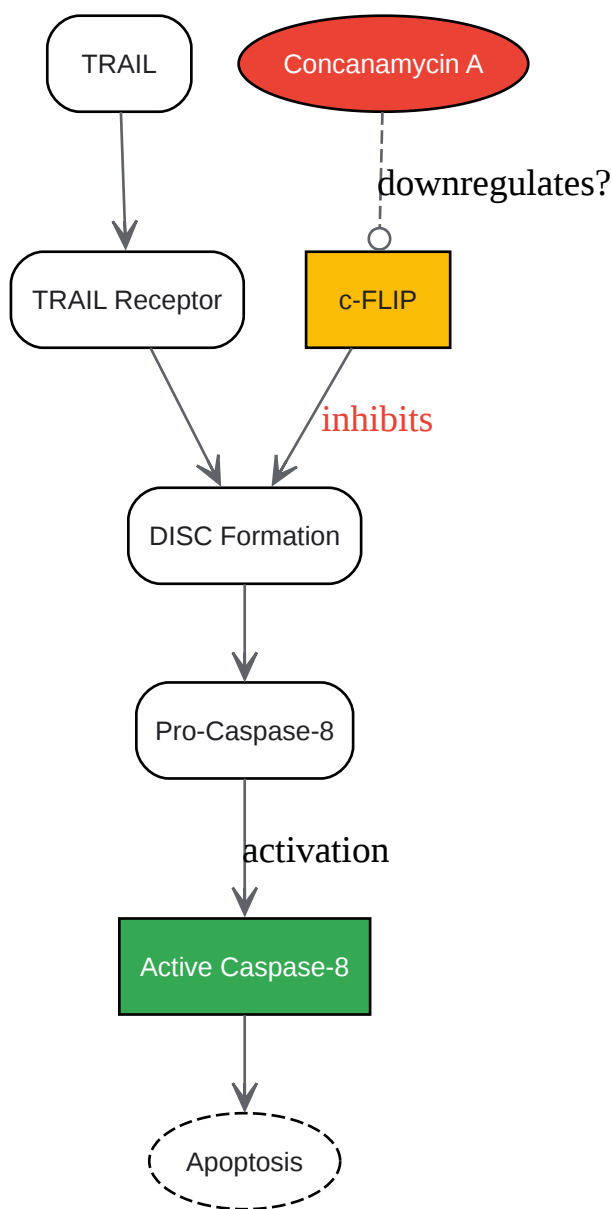 TRAIL
Concanamycin A
downregulates?
TRAIL Receptor
c-FLIP
inhibits
DISC Formation
Pro-Caspase-8
activation
Active Caspase-8
Apoptosis